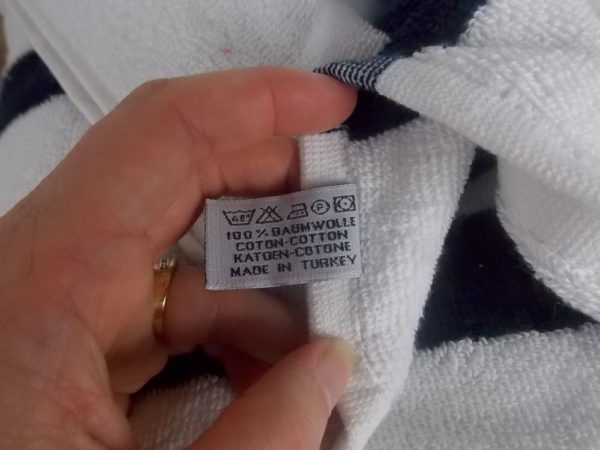 100% BAUMWOLLE
COTON-COTTON
KATOEN-COTONE
MADE IN TURKEY